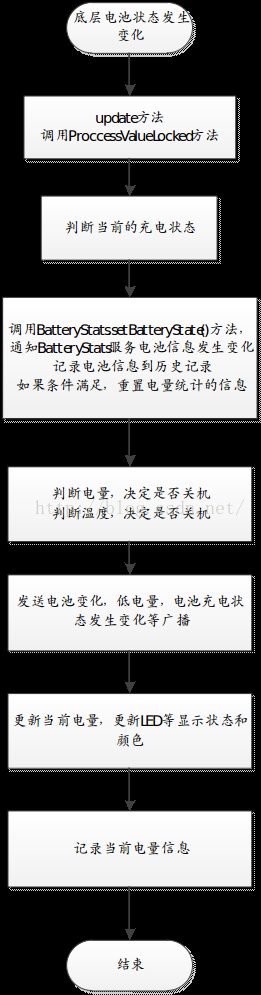 底层电池状态发生
变化
update方法
调用ProccessValueLocked方法
判断当前的充电状态
调用BatteryStats.setBatteryState()方法，
通知BatteryStats服务电池信息发生变化
记录电池信息到历史记录
如果条件满足，重置电量统计的信息
判断电量，决定是否关机
判断温度，决定是否关机
发送电池变化，低电量，电池充电状
态发生变化等广播
更新当前电量，更新LED等显示状态和
颜色
记录当前电量信息
结束